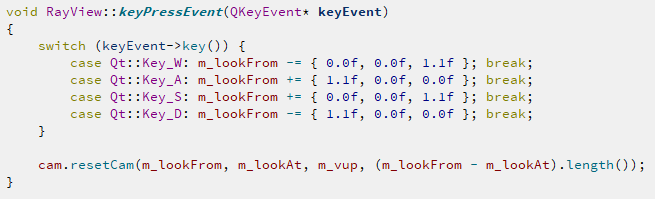 void RayView::keyPressEvent(QKeyEvent* keyEvent)
{
    switch (keyEvent->key()) {
        case Qt::Key_W: m_lookFrom -= { 0.0f, 0.0f, 1.1f }; break;
        case Qt::Key_A: m_lookFrom += { 1.1f, 0.0f, 0.0f }; break;
        case Qt::Key_S: m_lookFrom += { 0.0f, 0.0f, 1.1f }; break;
        case Qt::Key_D: m_lookFrom -= { 1.1f, 0.0f, 0.0f }; break;
    }

    cam.resetCam(m_lookFrom, m_lookAt, m_vup, (m_lookFrom - m_lookAt).length());
}